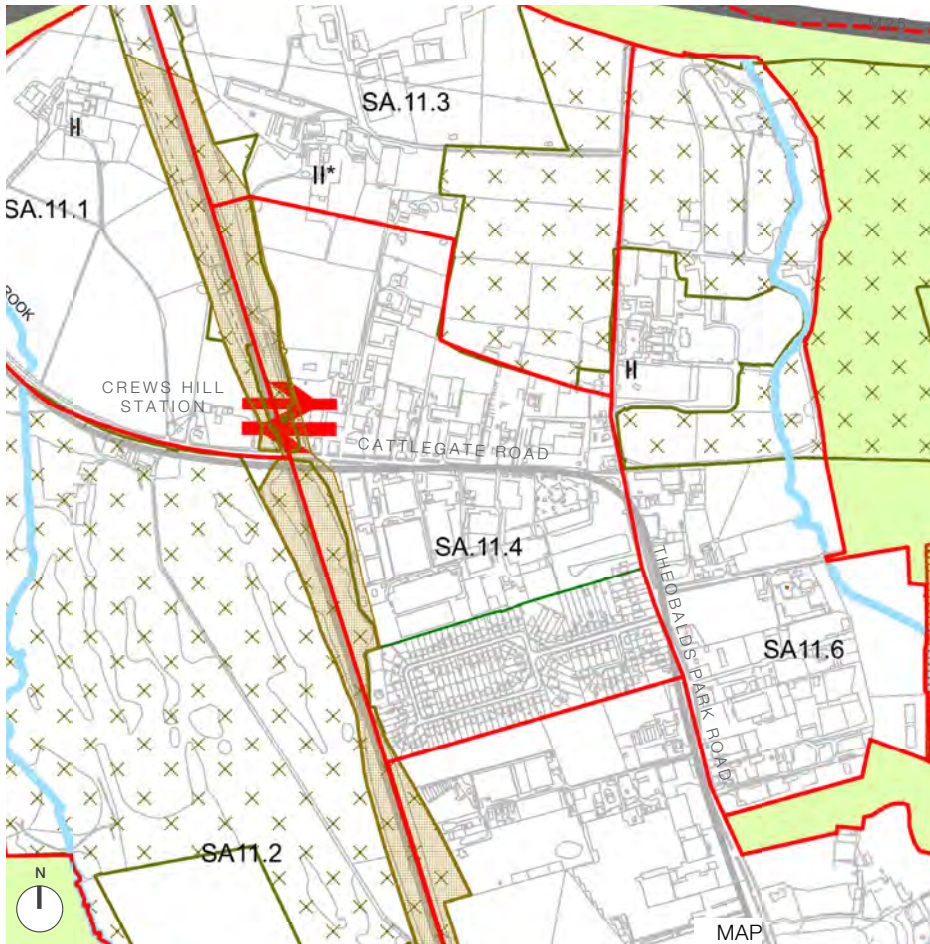 M25
SA.11.3
II
II*
SA.11.1
ROOK
II
CREWS HILL
STATION
CATTLEGATE ROAD
SA.11.4
THEOBALDS PARK ROAD
SA11.6
SA11.2
N
MAP